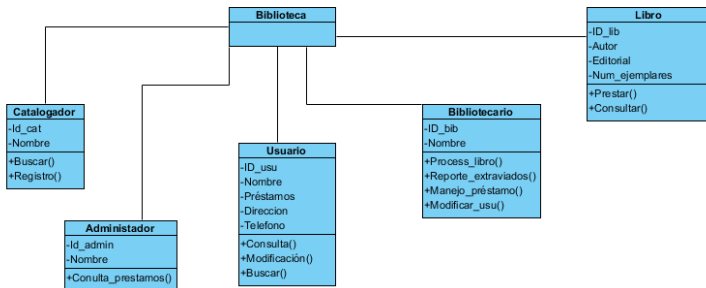 Biblioteca
Libro
-ID_lib
-Autor
-Editorial
-Num_ejemplares
+Prestar()
+Consultar()
Catalogador
-Id_cat
-Nombre
+Buscar()
+Registro()
Bibliotecario
-ID_bib
-Nombre
+Process_libro()
+Reporte_extraviados()
+Manejo_préstamo()
+Modificar_usu()
Usuario
-ID_usu
-Nombre
-Préstamos
-Direccion
-Telefono
+Consulta()
+Modificación()
+Buscar()
Administador
-Id_admin
-Nombre
+Conulta_prestamos()